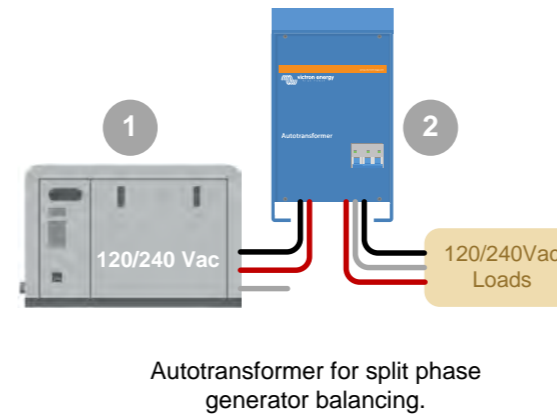 victron energy
1
2
Autotransformer
120/240 Vac
120/240Vac
Loads
Autotransformer for split phase
generator balancing.